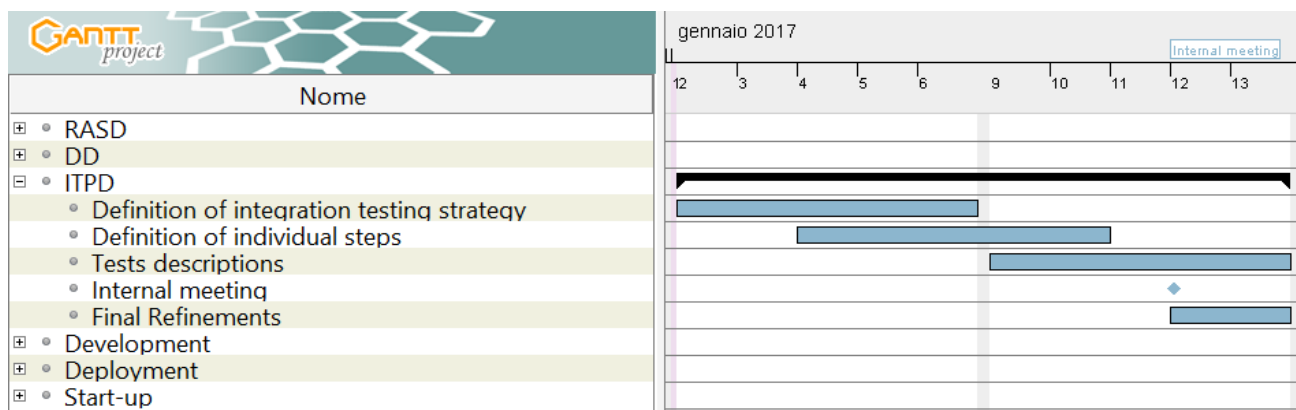 GANTT
project
gennaio 2017
Internal meeting
12 3 4 5 6 9 10 11 12 13
Nome
RASD
DD
ITPD
Definition of integration testing strategy
Definition of individual steps
Tests descriptions
Internal meeting
Final Refinements
Development
Deployment
Start-up